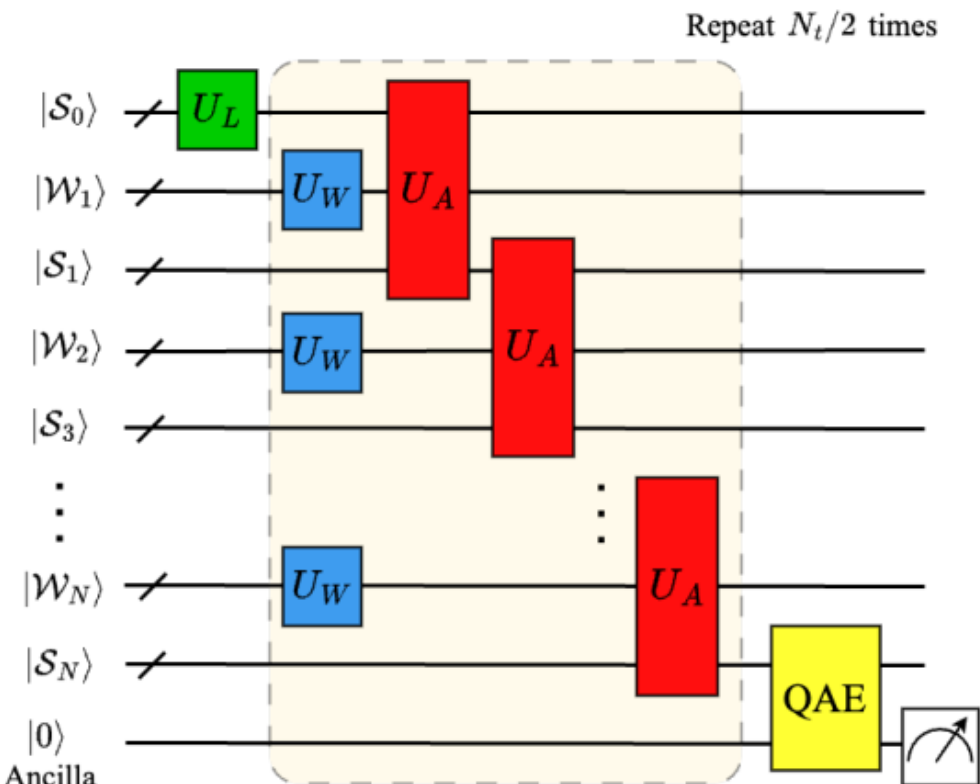 Repeat N_t/2 times
|S_0⟩ U_L
|W_1⟩ U_W U_A
|S_1⟩
|W_2⟩ U_W U_A
|S_3⟩
⋮ ⋮
|W_N⟩ U_W U_A
|S_N⟩
QAE
|0⟩
Ancilla